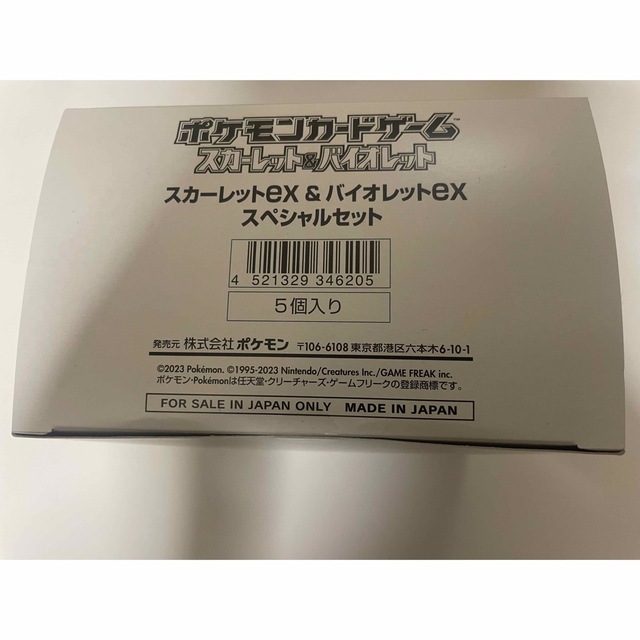 ポケモンカードゲーム™
スカーレット&バイオレット
スカーレットex & バイオレットex
スペシャルセット
4 521329 346205
5個入り
発売元 株式会社 ポケモン 〒106-6108 東京都港区六本木6-10-1
©2023 Pokémon. ©1995-2023 Nintendo/Creatures Inc./GAME FREAK inc.
ポケモン・Pokémonは任天堂・クリーチャーズ・ゲームフリークの登録商標です。
FOR SALE IN JAPAN ONLY MADE IN JAPAN